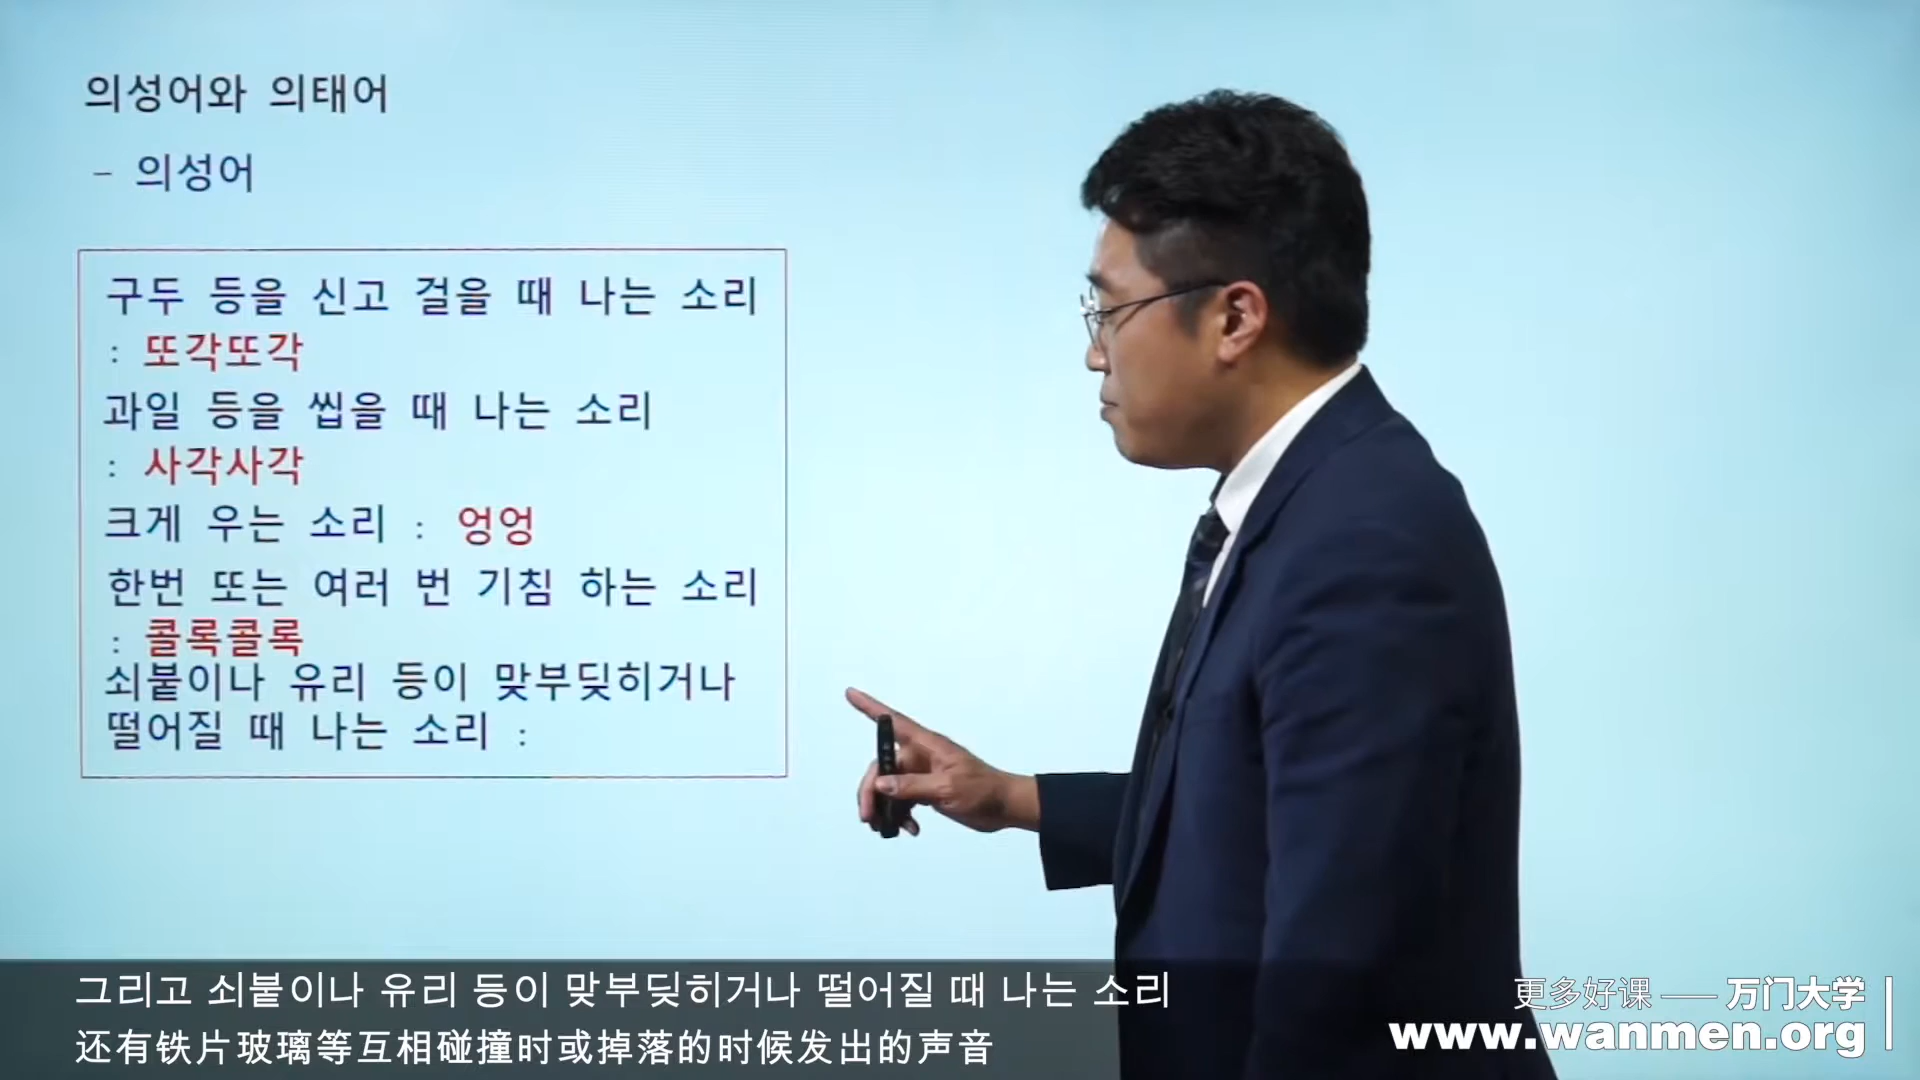 의성어와 의태어
- 의성어
구두 등을 신고 걸을 때 나는 소리
: 또각또각
과일 등을 씹을 때 나는 소리
: 사각사각
크게 우는 소리 : 엉엉
한번 또는 여러 번 기침 하는 소리
: 콜록콜록
쇠붙이나 유리 등이 맞부딪히거나
떨어질 때 나는 소리 :
그리고 쇠붙이나 유리 등이 맞부딪히거나 떨어질 때 나는 소리
还有铁片玻璃等互相碰撞时或掉落的时候发出的声音
更多好课 —— 万门大学
www.wanmen.org